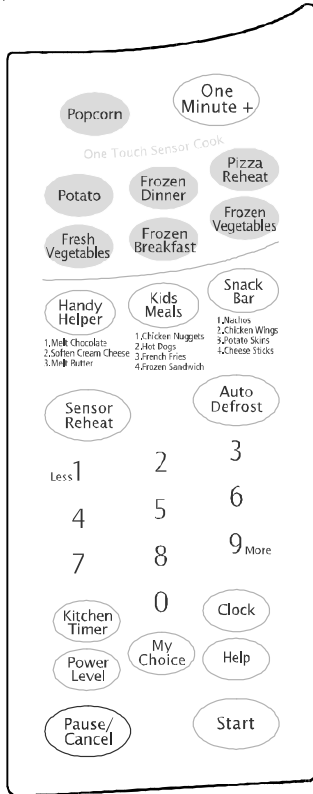 One
Minute +
Popcorn
One Touch Sensor Cook
Pizza
Reheat
Frozen
Dinner
Potato
Frozen
Vegetables
Frozen
Breakfast
Fresh
Vegetables
Handy
Helper
1,Melt Chocolate
2,Soften Cream Cheese
3,Melt Butter
Kids
Meals
1,Chicken Nuggets
2,Hot Dogs
3,French Fries
4,Frozen Sandwich
Snack
Bar
1,Nachos
2,Chicken Wings
3,Potato Skins
4,Cheese Sticks
Sensor
Reheat
Auto
Defrost
Less 1 2 3
4 5 6
7 8 9 More
0
Kitchen
Timer
Clock
My
Choice
Power
Level
Help
Pause/
Cancel
Start